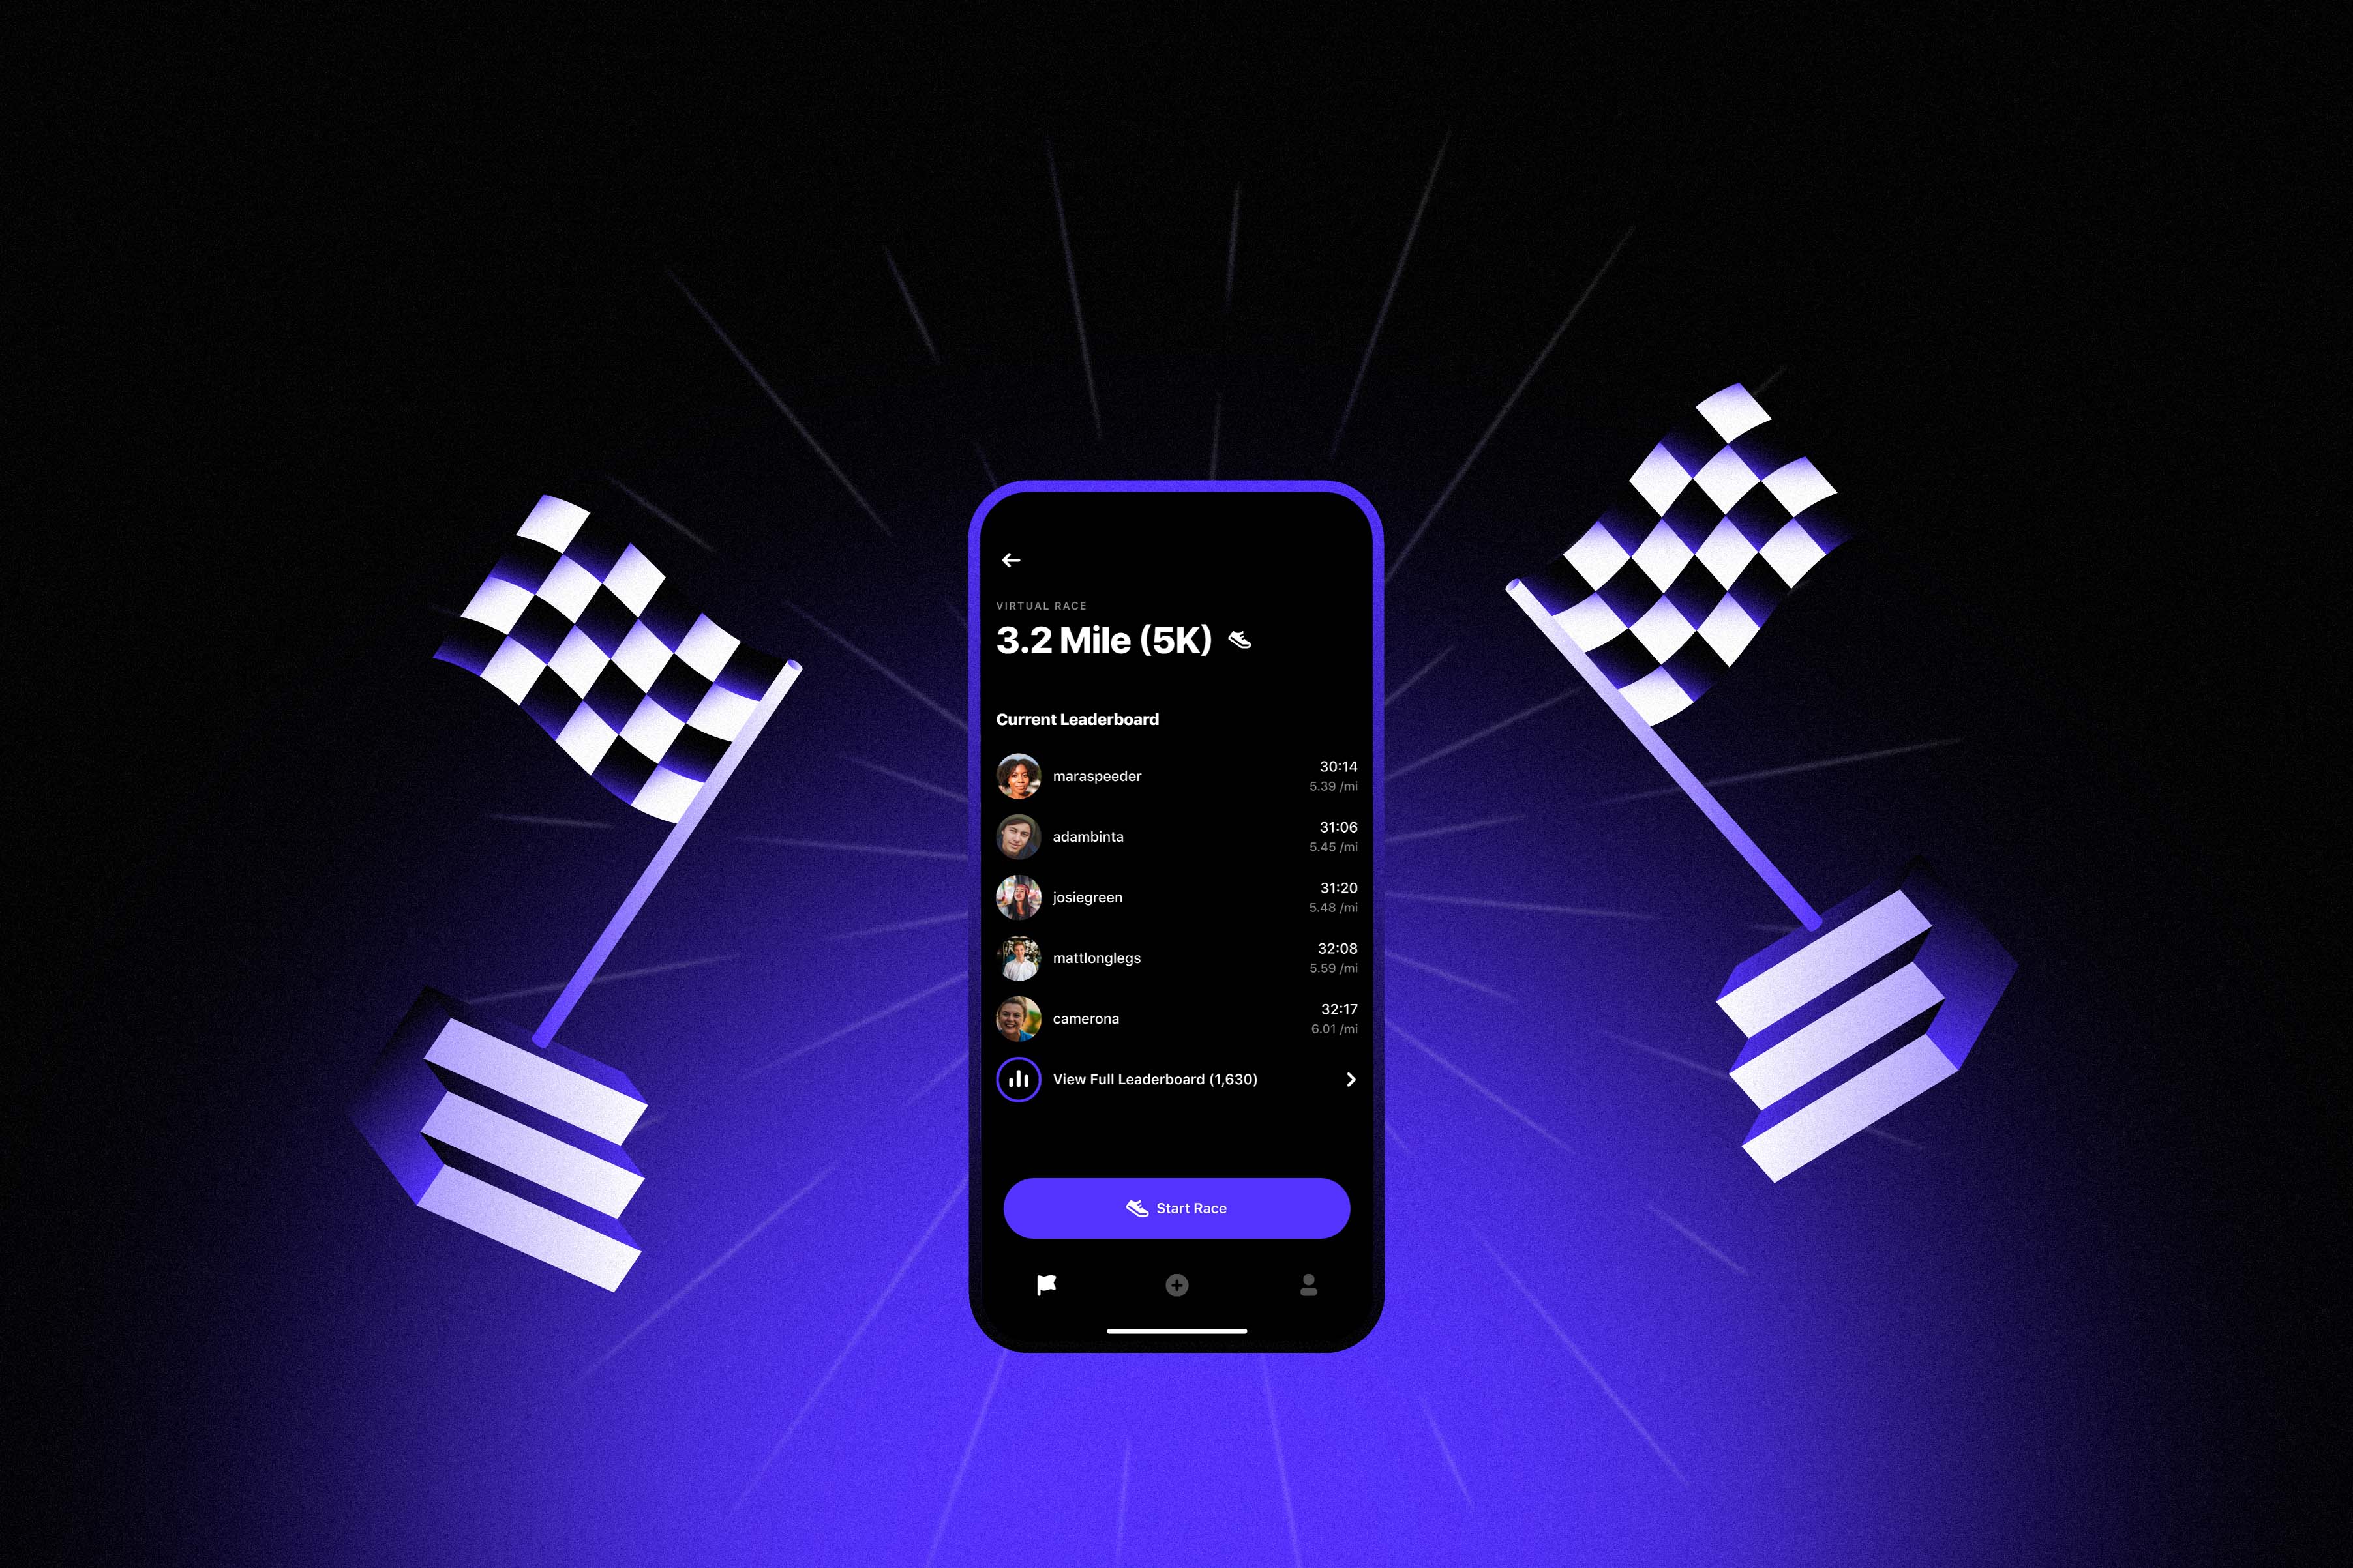 VIRTUAL RACE
3.2 Mile (5K)
Current Leaderboard
maraspeeder 30:14
5.39 /mi
adambinta 31:06
5.45 /mi
josiegreen 31:20
5.48 /mi
mattlonglegs 32:08
5.59 /mi
camerona 32:17
6.01 /mi
View Full Leaderboard (1,630)
Start Race